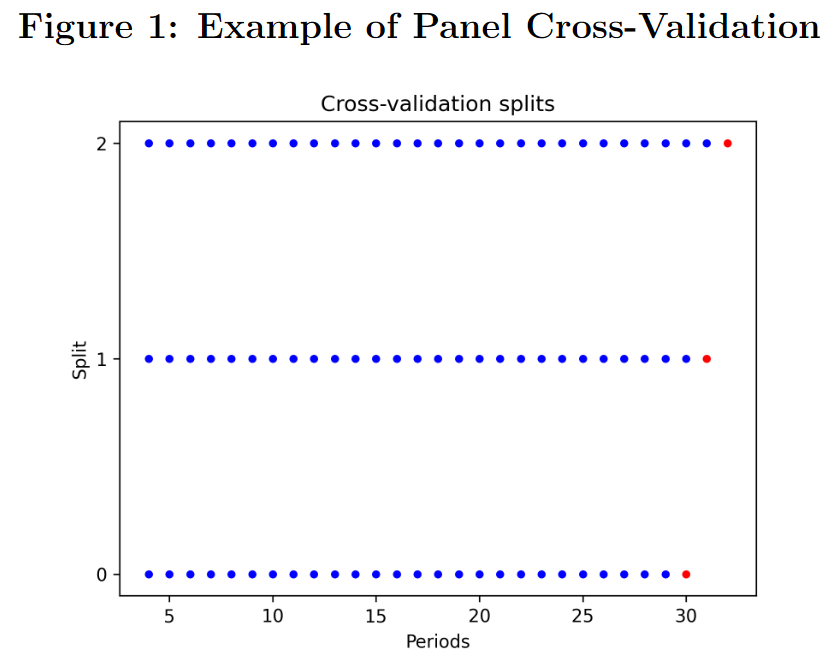 Figure 1: Example of Panel Cross-Validation
Cross-validation splits
2
1
0
Split
5 10 15 20 25 30
Periods